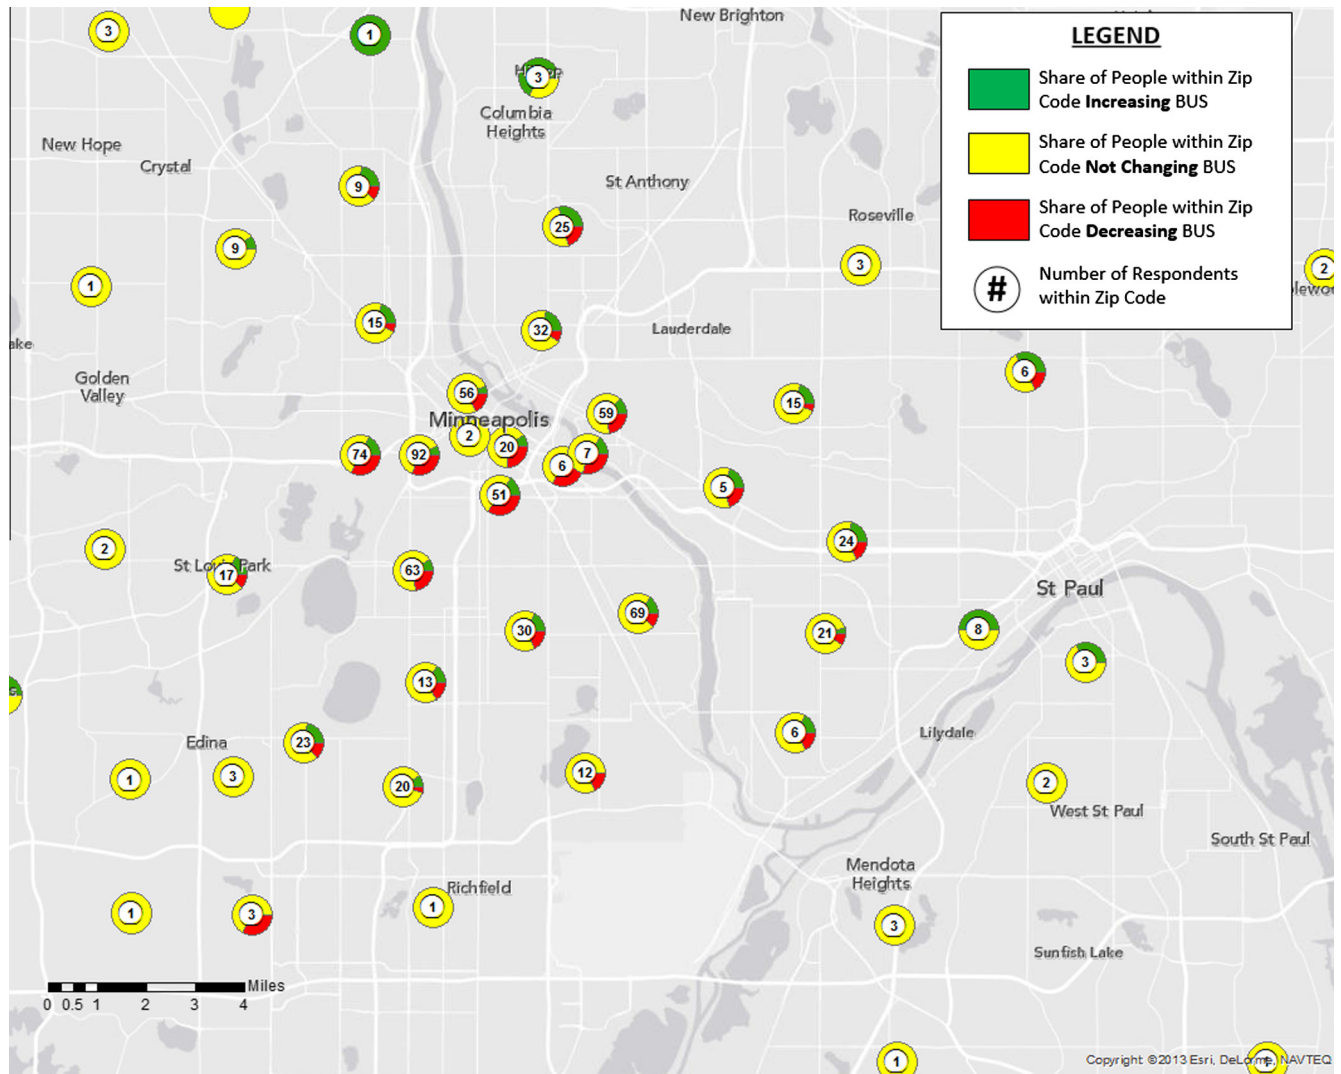 New Brighton
LEGEND
Share of People within Zip
Code Increasing BUS
Share of People within Zip
Code Not Changing BUS
Share of People within Zip
Code Decreasing BUS
#
Number of Respondents
within Zip Code
3
1
3
Columbia
Heights
New Hope
Crystal
St Anthony
9
Roseville
25
9
3
2
1
15
32
Lauderdale
ake
6
Golden
Valley
56
15
59
Minneapolis
2
20
74
92
7
6
5
51
24
2
St Louis Park
17
63
St Paul
69
30
21
8
3
13
6
Lilydale
Edina
23
1
3
20
12
2
West St Paul
South St Paul
Mendota
Heights
Richfield
1
3
1
3
Sunfish Lake
Miles
0 0.5 1 2 3 4
1
1
Copyright ©2013 Esri, DeLorme, NAVTEQ